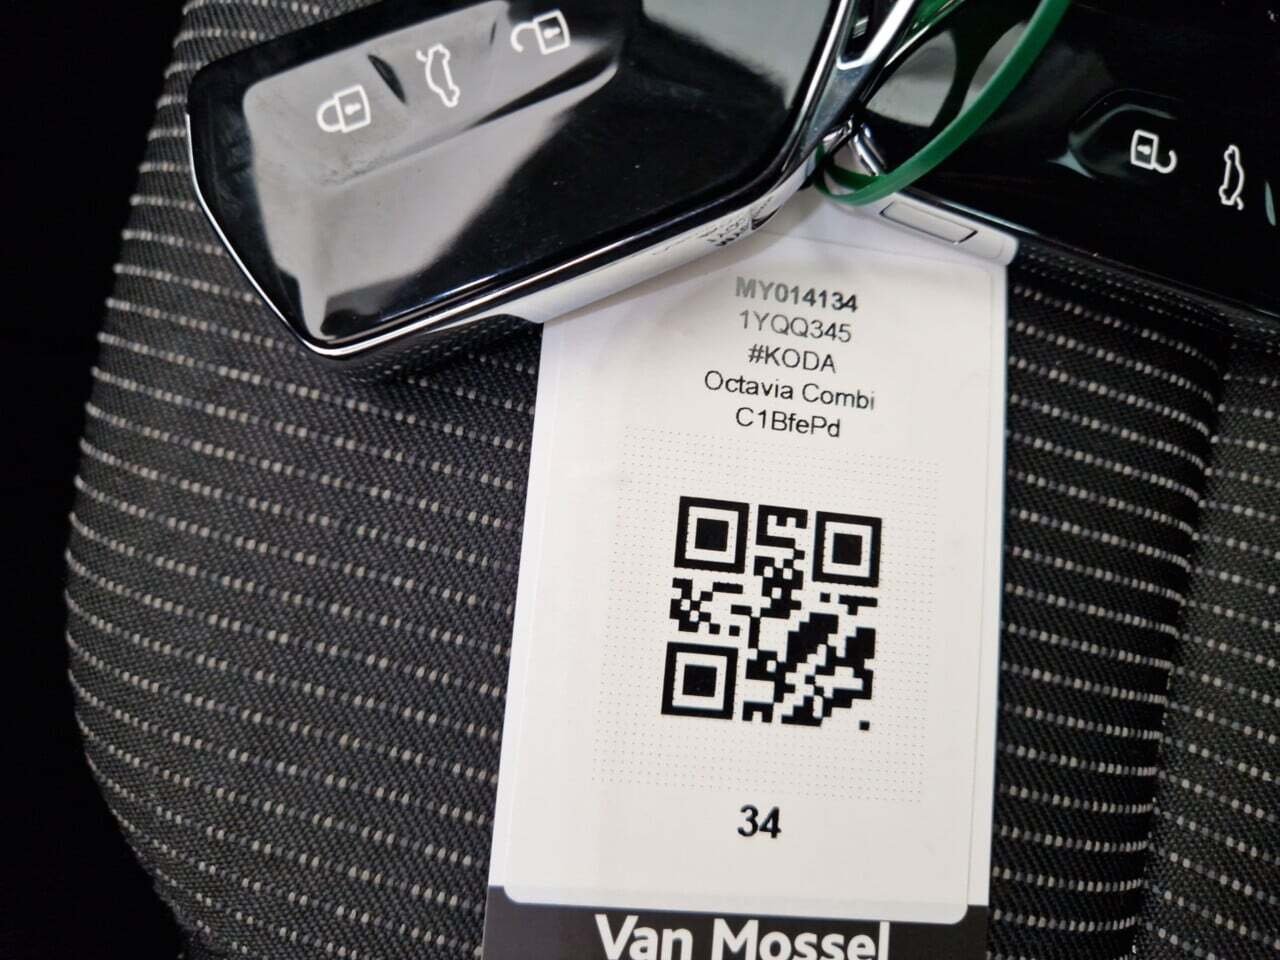 MY014134
1YQQ345
#KODA
Octavia Combi
C1BfePd
34
Van Mossel